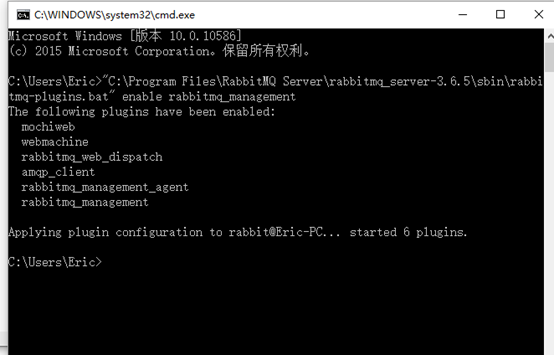 C:\WINDOWS\system32\cmd.exe
Microsoft Windows [版本 10.0.10586]
(c) 2015 Microsoft Corporation。保留所有权利。
C:\Users\Eric>"C:\Program Files\RabbitMQ Server\rabbitmq_server-3.6.5\sbin\rabbi
tmq-plugins.bat" enable rabbitmq_management
The following plugins have been enabled:
mochiweb
webmachine
rabbitmq_web_dispatch
amqp_client
rabbitmq_management_agent
rabbitmq_management
Applying plugin configuration to rabbit@Eric-PC... started 6 plugins.
C:\Users\Eric>